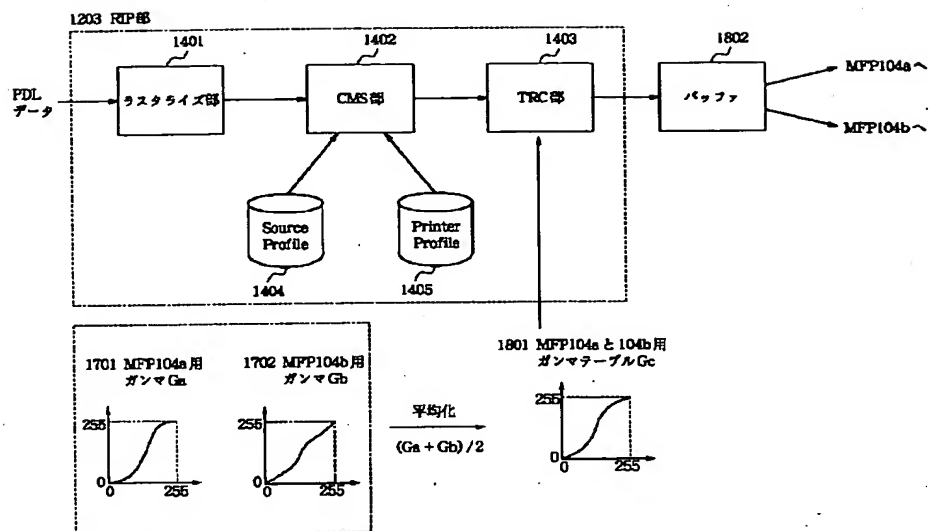 1203 RIP部
1401
1402
1403
1802
PDL
データ
ラスタライズ部
CMS部
TRC部
バッファ
MFP104aへ
MFP104bへ
Source
Profile
Printer
Profile
1404
1405
1701 MFP104a用
ガンマGa
1702 MFP104b用
ガンマGb
1801 MFP104aと104b用
ガンマテーブルGc
255
0
0
255
255
0
0
255
平均化
(Ga+Gb)/2
255
0
0
255